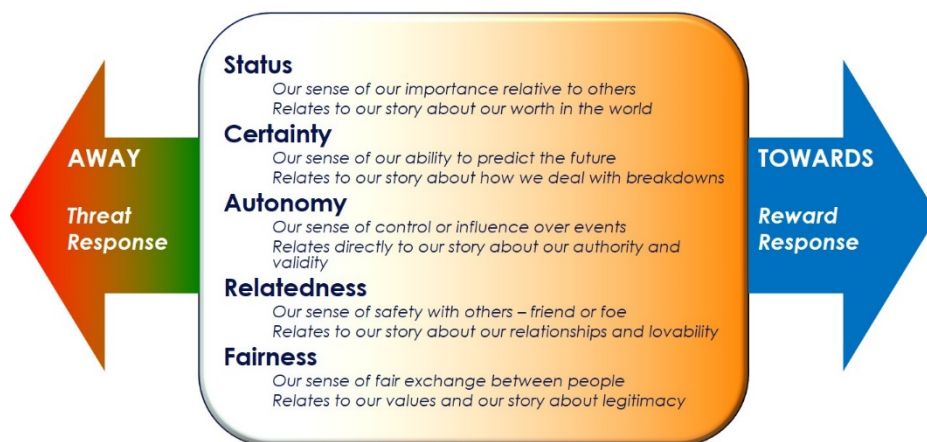 Status
Our sense of our importance relative to others
Relates to our story about our worth in the world
Certainty
Our sense of our ability to predict the future
Relates to our story about how we deal with breakdowns
Autonomy
Our sense of control or influence over events
Relates directly to our story about our authority and
validity
Relatedness
Our sense of safety with others – friend or foe
Relates to our story about our relationships and lovability
Fairness
Our sense of fair exchange between people
Relates to our values and our story about legitimacy
AWAY
Threat
Response
TOWARDS
Reward
Response